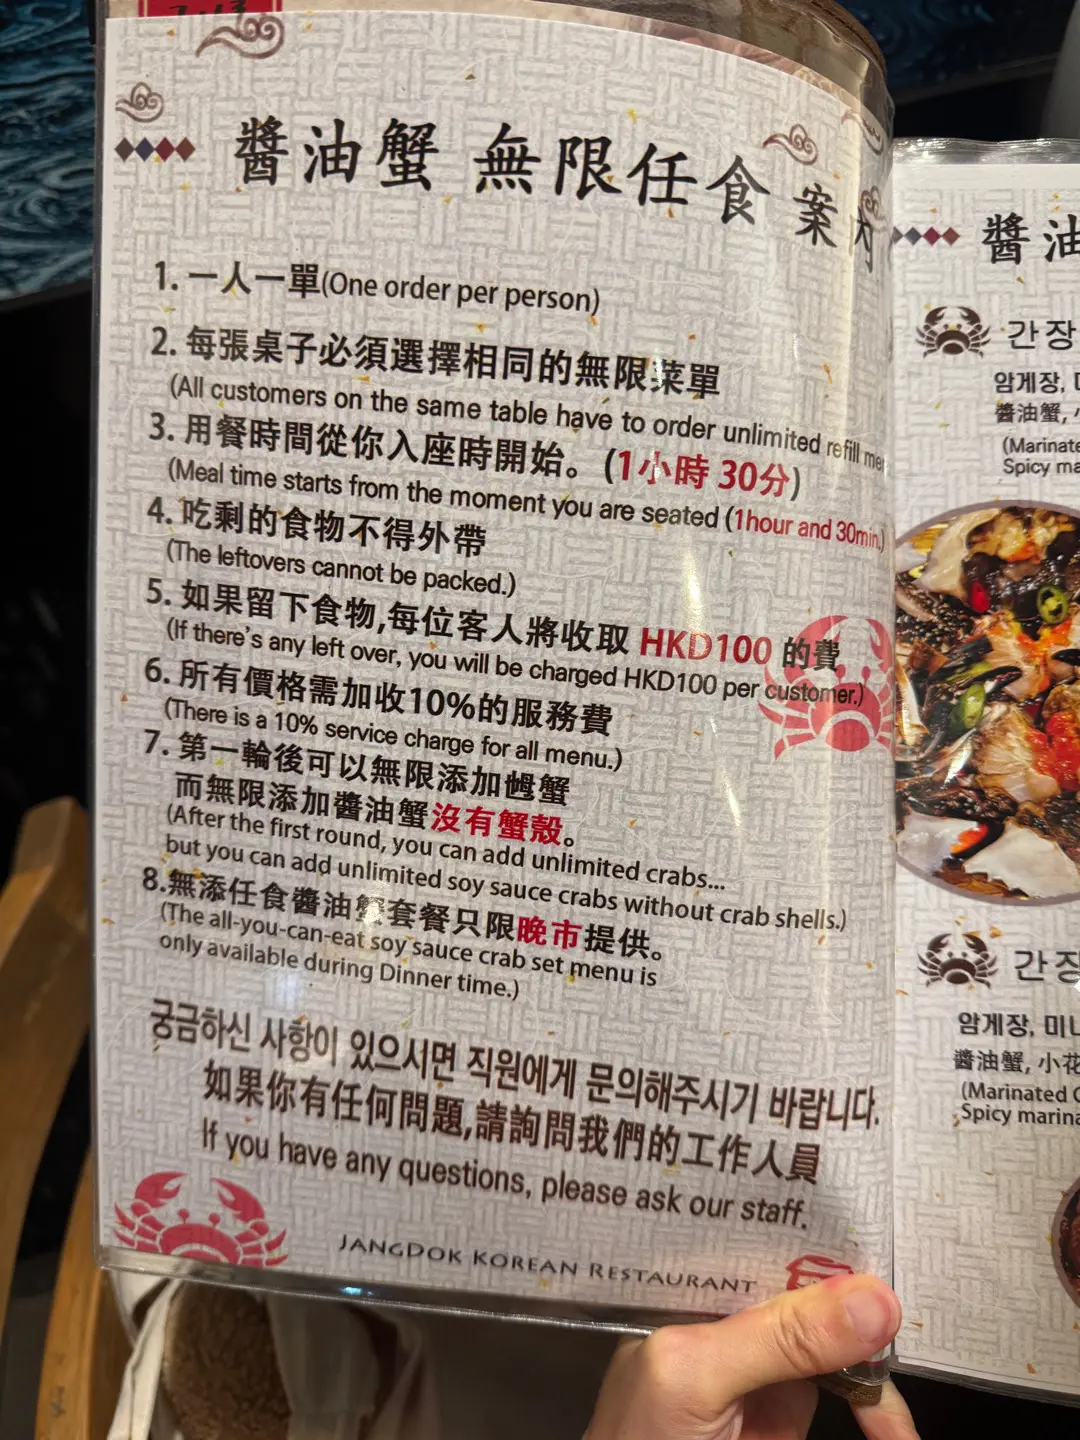 醬油蟹 無限任食 案內
1. 一人一單(One order per person)
2. 每張桌子必須選擇相同的無限菜單
(All customers on the same table have to order unlimited refill
3. 用餐時間從你入座時開始。(1小時 30分)
(Meal time starts from the moment you are seated (1hour and 30min.)
4. 吃剩的食物不得外帶
(The leftovers cannot be packed.)
5. 如果留下食物,每位客人將收取 HKD100 的費
(If there's any left over, you will be charged HKD100 per customer.)
6. 所有價格需加收10%的服務費
(There is a 10% service charge for all menu.)
7. 第一輪後可以無限添加乸蟹
而無限添加醬油蟹沒有蟹殼。
(After the first round, you can add unlimited crabs...
but you can add unlimited soy sauce crabs without crab shells.)
8.無添任食醬油蟹套餐只限晚市提供。
(The all-you-can-eat soy sauce crab set menu is
only available during Dinner time.)
궁금하신 사항이 있으시면 직원에게 문의해주시기 바랍니다.
如果你有任何問題,請詢問我們的工作人員
If you have any questions, please ask our staff.
JANGDOK KOREAN RESTAURANT
醬油
간장
암게장,
醬油蟹,
(Marinate
Spicy ma
간장
암게장, 미니
醬油蟹, 小花
(Marinated
Spicy marina